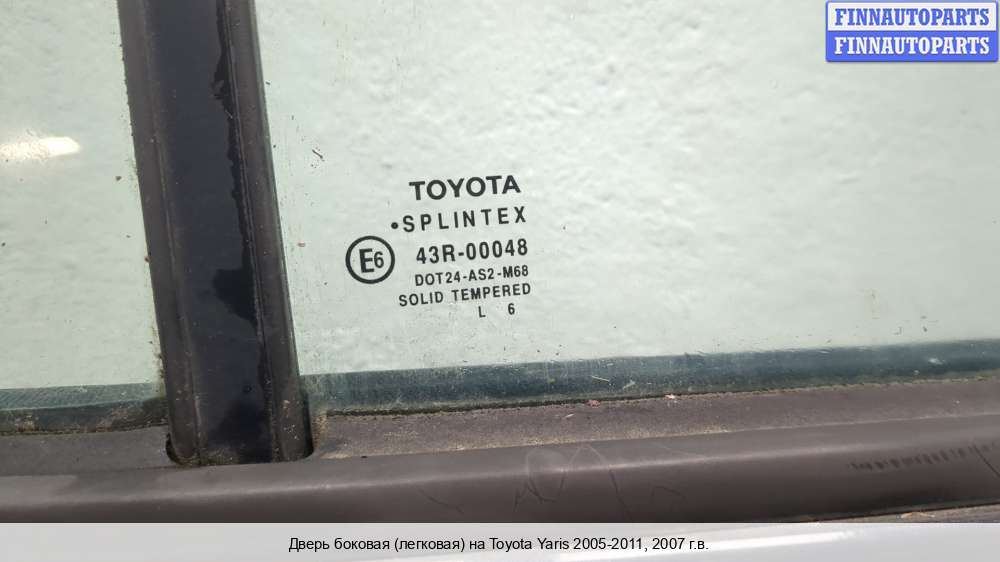 FINNAUTOPARTS
FINNAUTOPARTS
TOYOTA
•SPLINTEX
E6 43R-00048
DOT24-AS2-M68
SOLID TEMPERED
L 6
Дверь боковая (легковая) на Toyota Yaris 2005-2011, 2007 г.в.